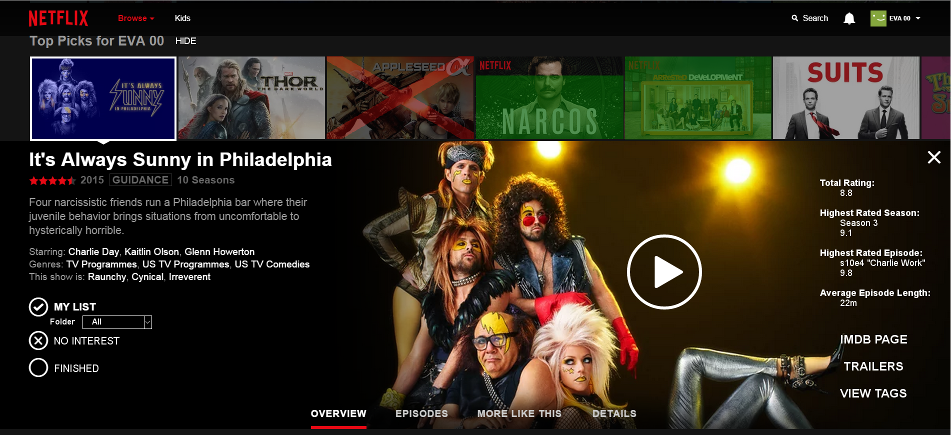 NETFLIX
Browse
Kids
Search
EVA 00
Top Picks for EVA 00
HIDE
IT'S ALWAYS
SUNNY
IN PHILADELPHIA
THOR
THE DARK WORLD
APPLESEED α
NETFLIX
NARCOS
NETFLIX
ARRESTED DEVELOPMENT
SUITS
It's Always Sunny in Philadelphia
2015 GUIDANCE 10 Seasons
Four narcissistic friends run a Philadelphia bar where their
juvenile behavior brings situations from uncomfortable to
hysterically horrible.
Starring: Charlie Day, Kaitlin Olson, Glenn Howerton
Genres: TV Programmes, US TV Programmes, US TV Comedies
This show is: Raunchy, Cynical, Irreverent
MY LIST
Folder All
NO INTEREST
FINISHED
Total Rating:
8.8
Highest Rated Season:
Season 3
9.1
Highest Rated Episode:
s10e4 "Charlie Work"
9.8
Average Episode Length:
22m
IMDB PAGE
TRAILERS
VIEW TAGS
OVERVIEW
EPISODES
MORE LIKE THIS
DETAILS